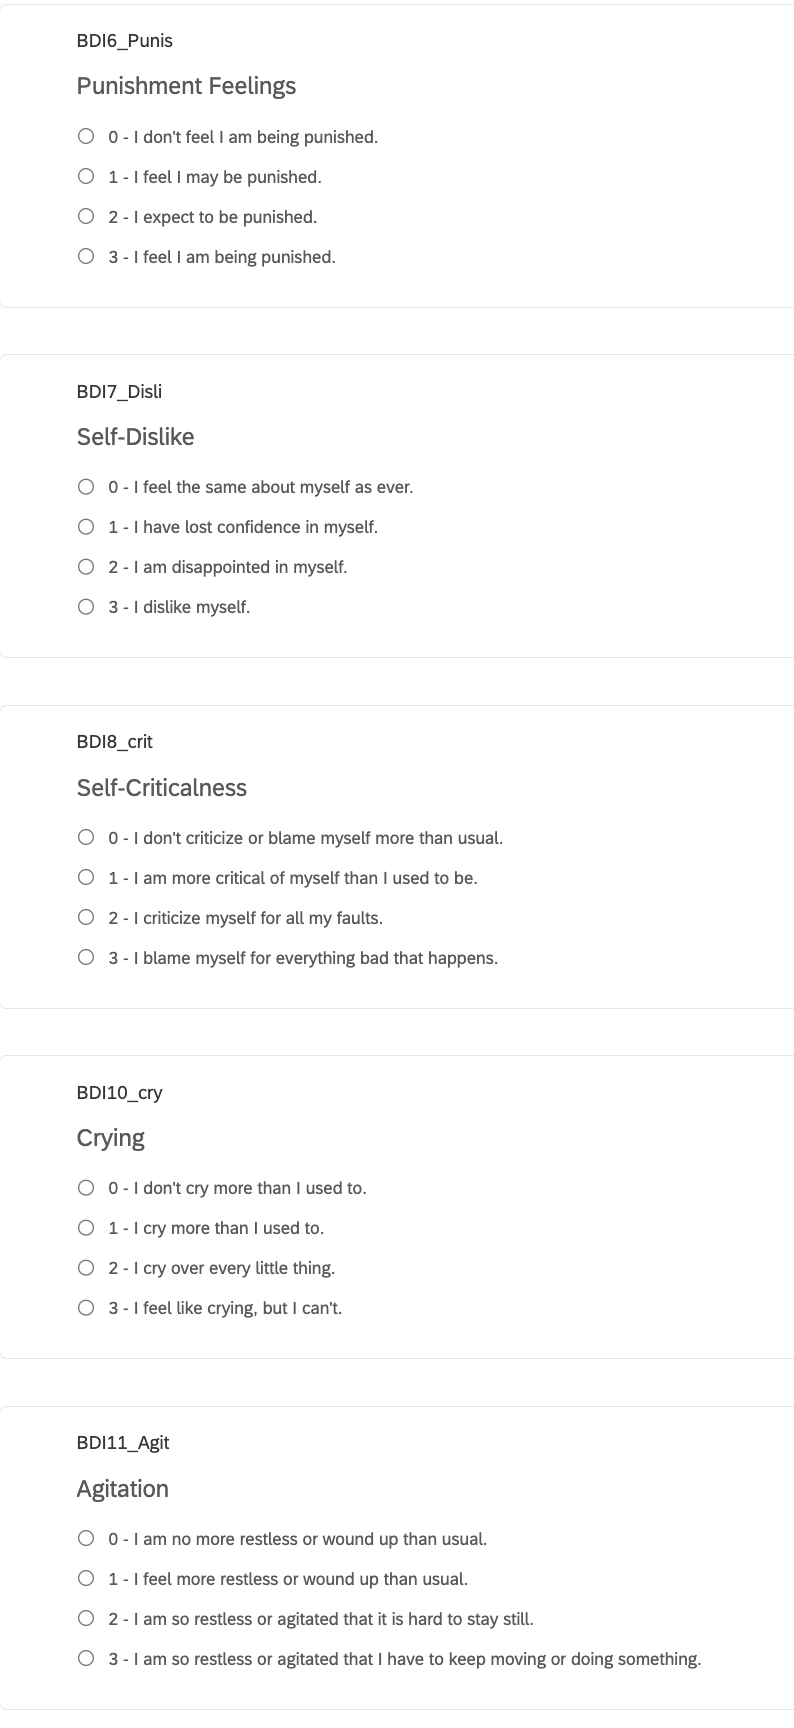 BDI6_Punis
Punishment Feelings
0 - I don't feel I am being punished.
1 - I feel I may be punished.
2 - I expect to be punished.
3 - I feel I am being punished.
BDI7_Disli
Self-Dislike
0 - I feel the same about myself as ever.
1 - I have lost confidence in myself.
2 - I am disappointed in myself.
3 - I dislike myself.
BDI8_crit
Self-Criticalness
0 - I don't criticize or blame myself more than usual.
1 - I am more critical of myself than I used to be.
2 - I criticize myself for all my faults.
3 - I blame myself for everything bad that happens.
BDI10_cry
Crying
0 - I don't cry more than I used to.
1 - I cry more than I used to.
2 - I cry over every little thing.
3 - I feel like crying, but I can't.
BDI11_Agit
Agitation
0 - I am no more restless or wound up than usual.
1 - I feel more restless or wound up than usual.
2 - I am so restless or agitated that it is hard to stay still.
3 - I am so restless or agitated that I have to keep moving or doing something.